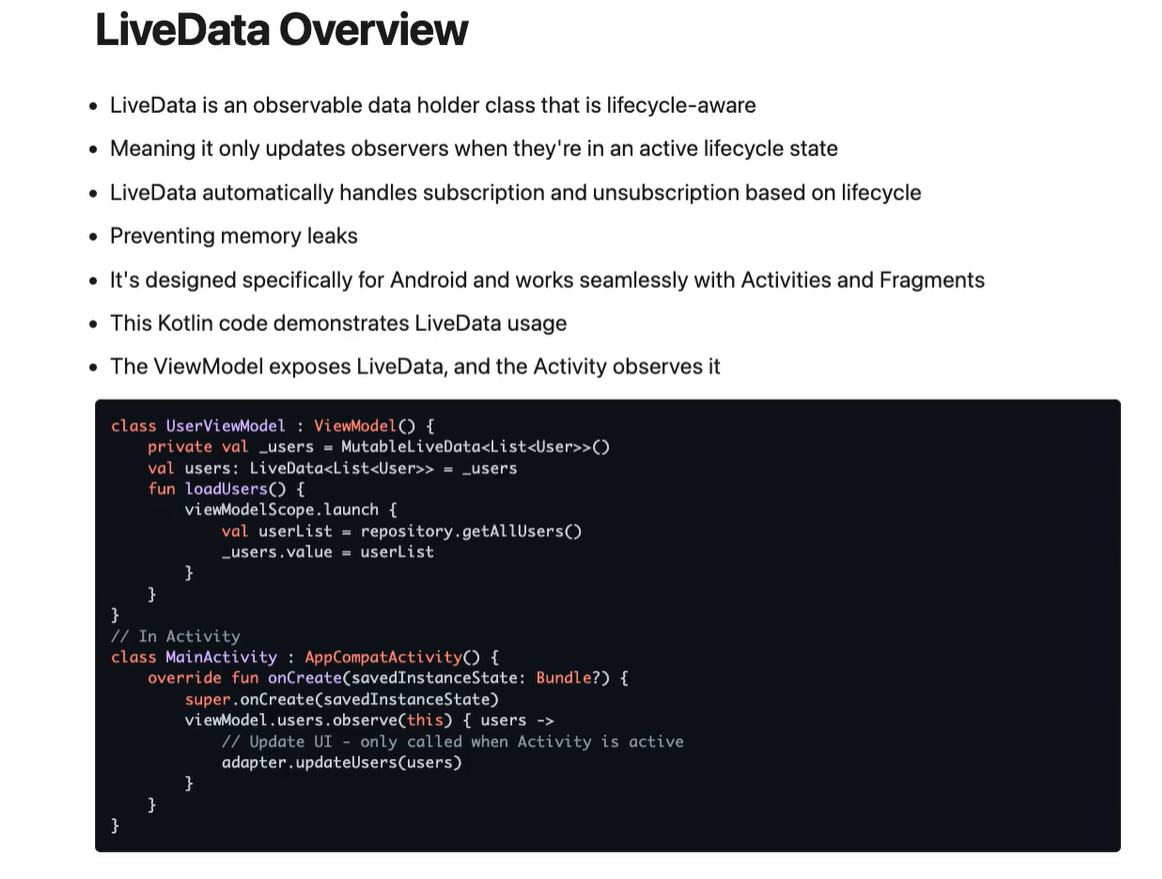 LiveData Overview
• LiveData is an observable data holder class that is lifecycle-aware
• Meaning it only updates observers when they're in an active lifecycle state
• LiveData automatically handles subscription and unsubscription based on lifecycle
• Preventing memory leaks
• It's designed specifically for Android and works seamlessly with Activities and Fragments
• This Kotlin code demonstrates LiveData usage
• The ViewModel exposes LiveData, and the Activity observes it
class UserViewModel : ViewModel() {
    private val _users = MutableLiveData<List<User>>()
    val users: LiveData<List<User>> = _users
    fun loadUsers() {
        viewModelScope.launch {
            val userList = repository.getAllUsers()
            _users.value = userList
        }
    }
}
// In Activity
class MainActivity : AppCompatActivity() {
    override fun onCreate(savedInstanceState: Bundle?) {
        super.onCreate(savedInstanceState)
        viewModel.users.observe(this) { users ->
            // Update UI - only called when Activity is active
            adapter.updateUsers(users)
        }
    }
}